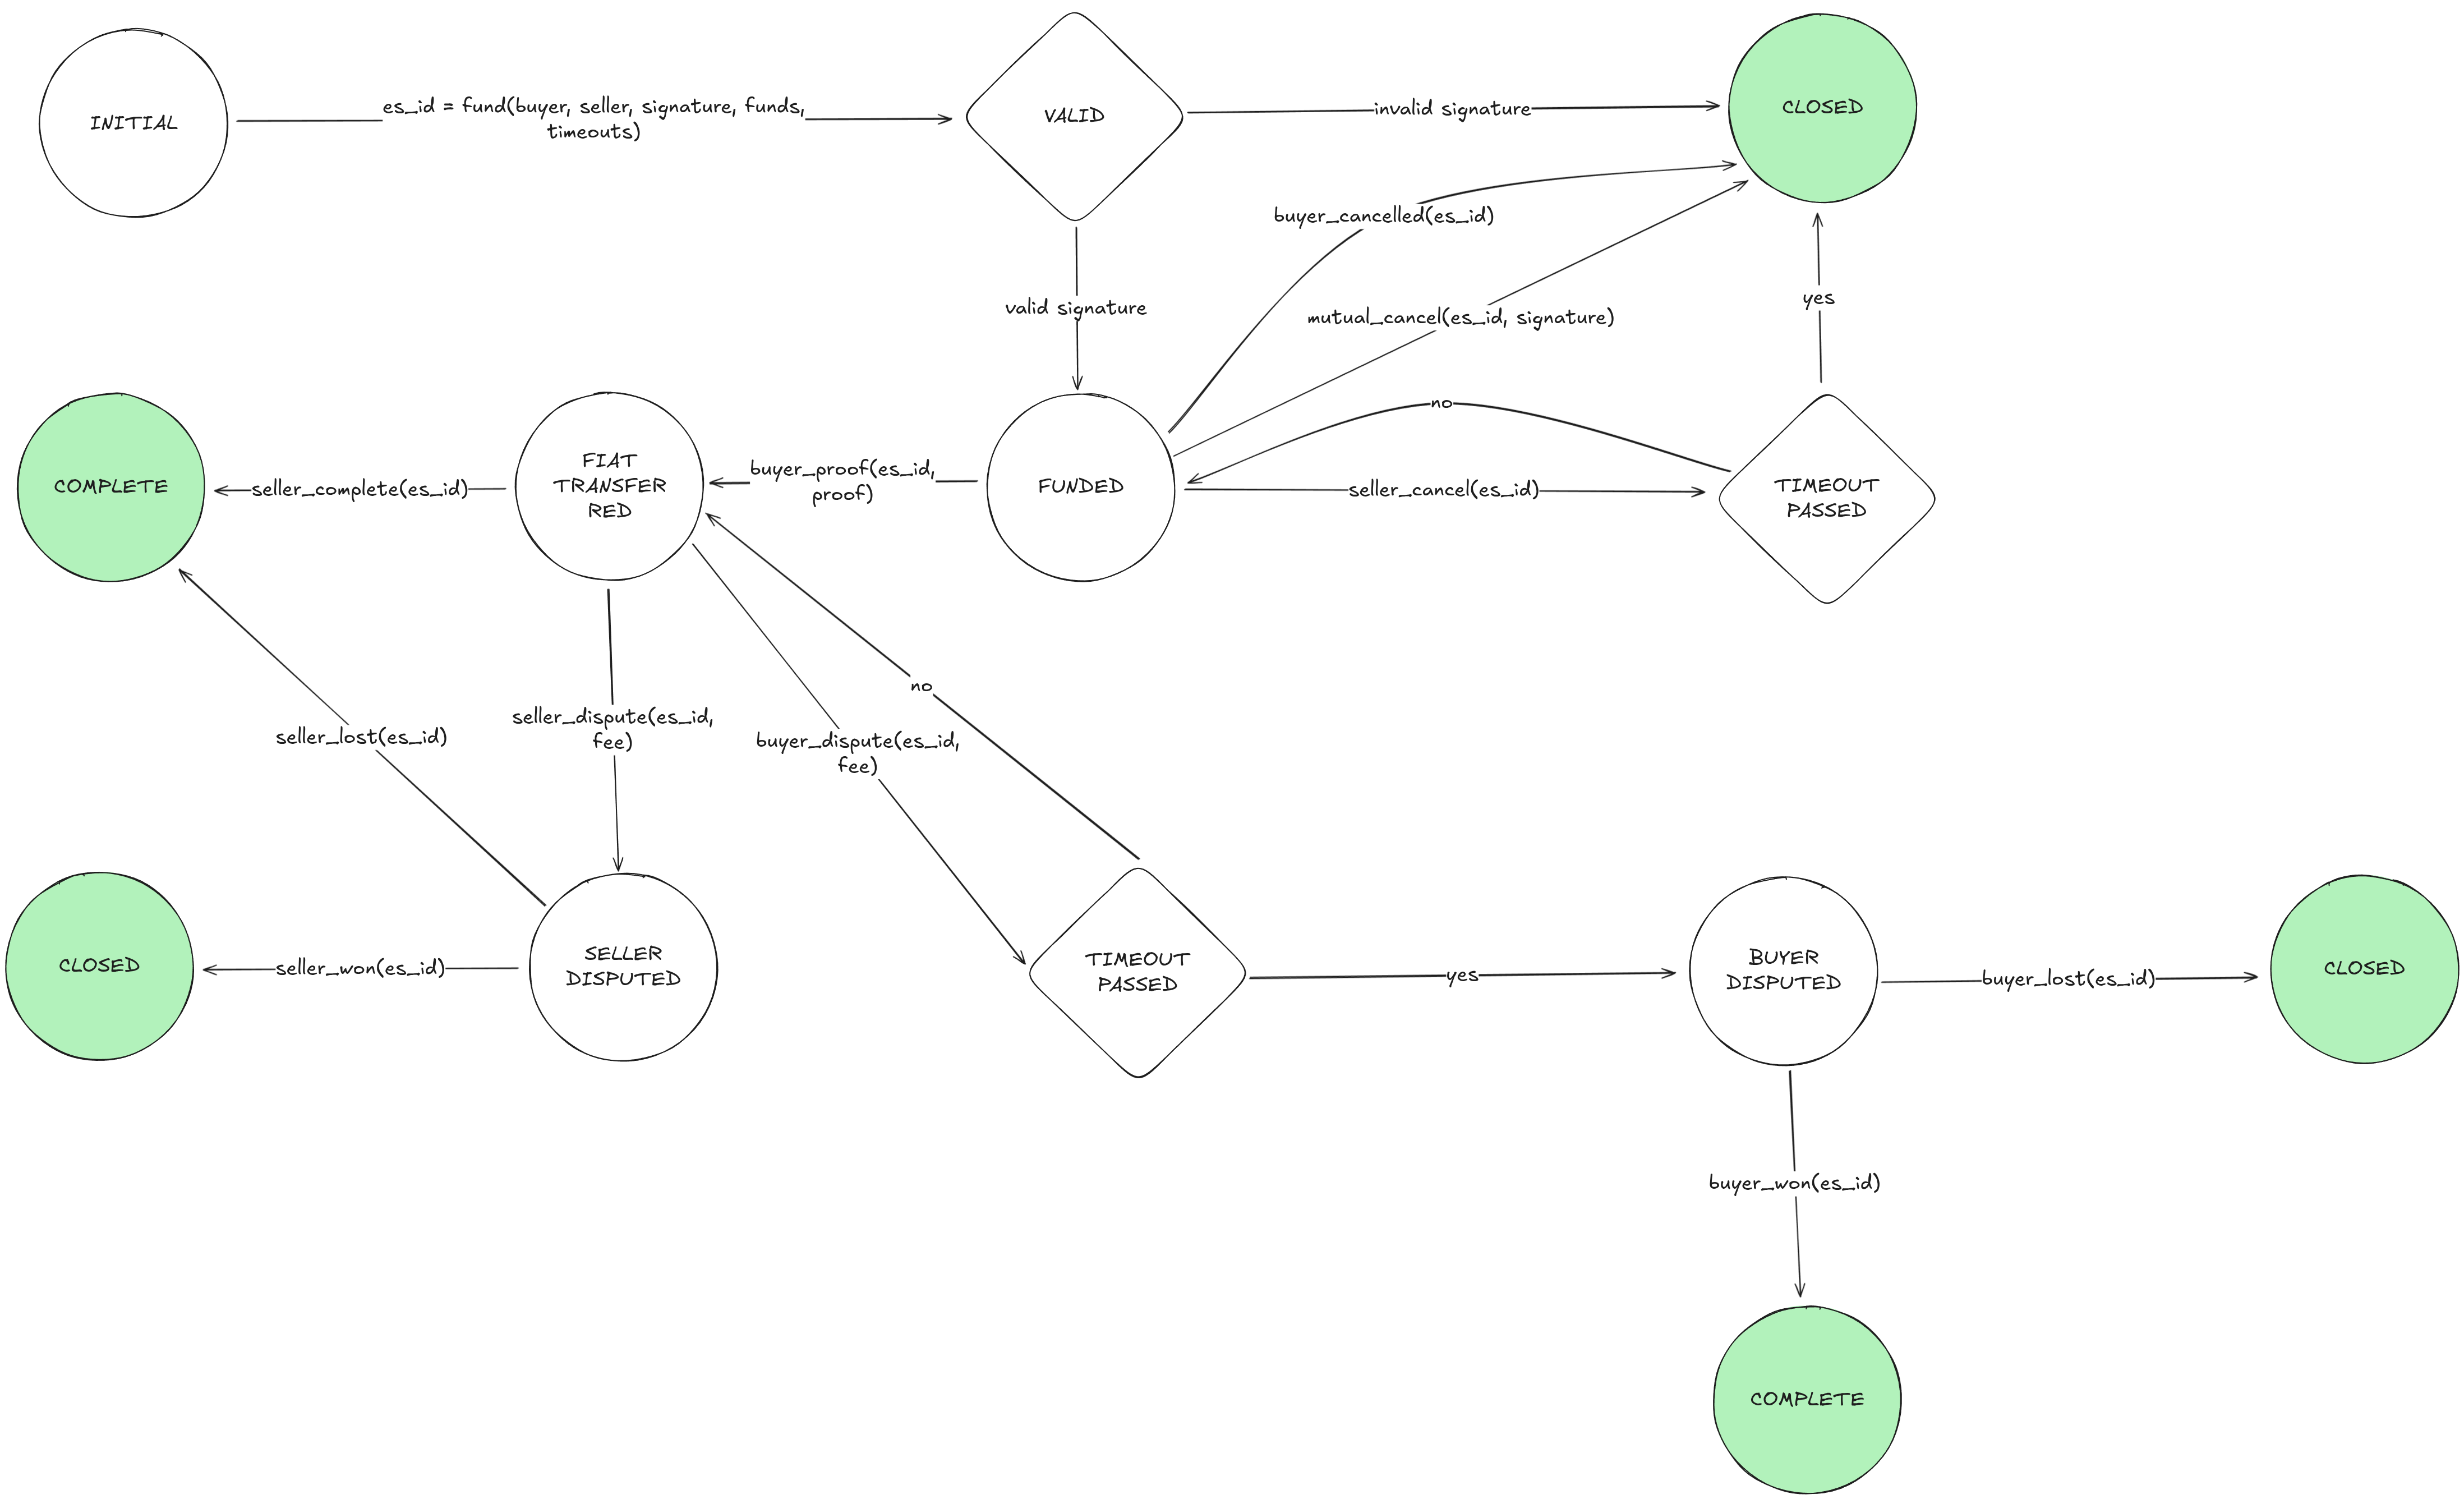 INITIAL
es_id = fund(buyer, seller, signature, funds,
timeouts)
VALID
invalid signature
CLOSED
buyer_cancelled(es_id)
valid signature
mutual_cancel(es_id, signature)
yes
no
COMPLETE
seller_complete(es_id)
FIAT
TRANSFER
RED
buyer_proof(es_id,
proof)
FUNDED
seller_cancel(es_id)
TIMEOUT
PASSED
no
seller_lost(es_id)
seller_dispute(es_id,
fee)
buyer_dispute(es_id,
fee)
CLOSED
seller_won(es_id)
SELLER
DISPUTED
TIMEOUT
PASSED
yes
BUYER
DISPUTED
buyer_lost(es_id)
CLOSED
buyer_won(es_id)
COMPLETE